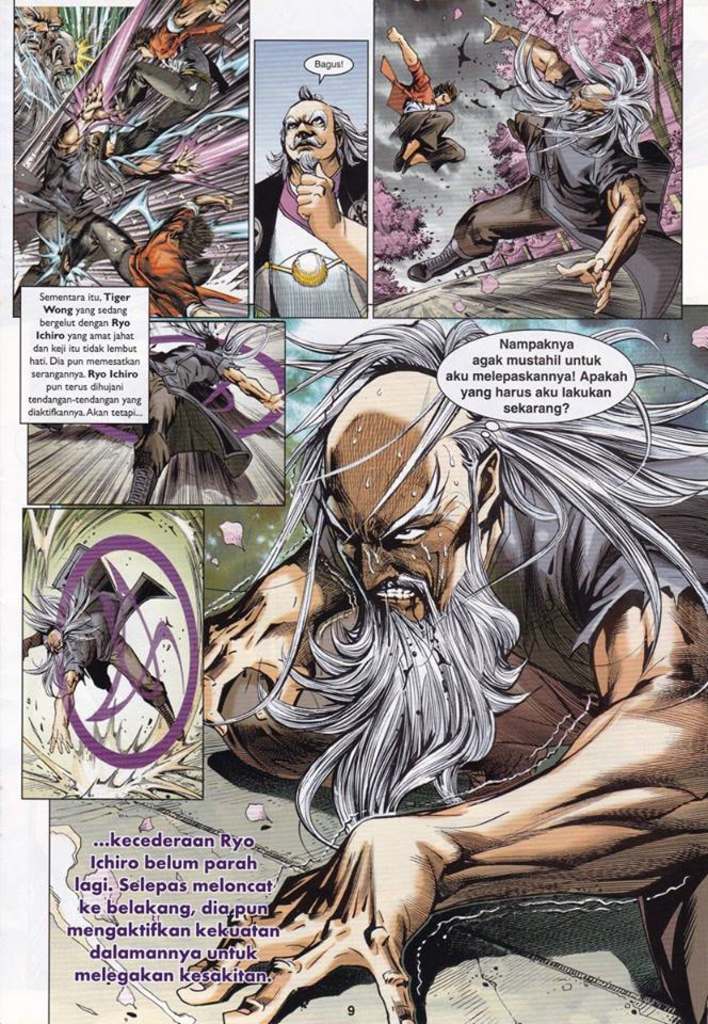 Bagus!
Sementara itu, Tiger
Wong yang sedang
bergelut dengan Ryo
Ichiro yang amat jahat
dan keji itu tidak lembut
hati. Dia pun memesatkan
serangannya. Ryo Ichiro
pun terus dihujani
tendangan-tendangan yang
diaktifkannya. Akan tetapi...
Nampaknya
agak mustahil untuk
aku melepaskannya! Apakah
yang harus aku lakukan
sekarang?
...kecederaan Ryo
Ichiro belum parah
lagi. Selepas meloncat
ke belakang, dia pun
mengaktifkan kekuatan
dalamannya untuk
melegakan kesakitan.
9